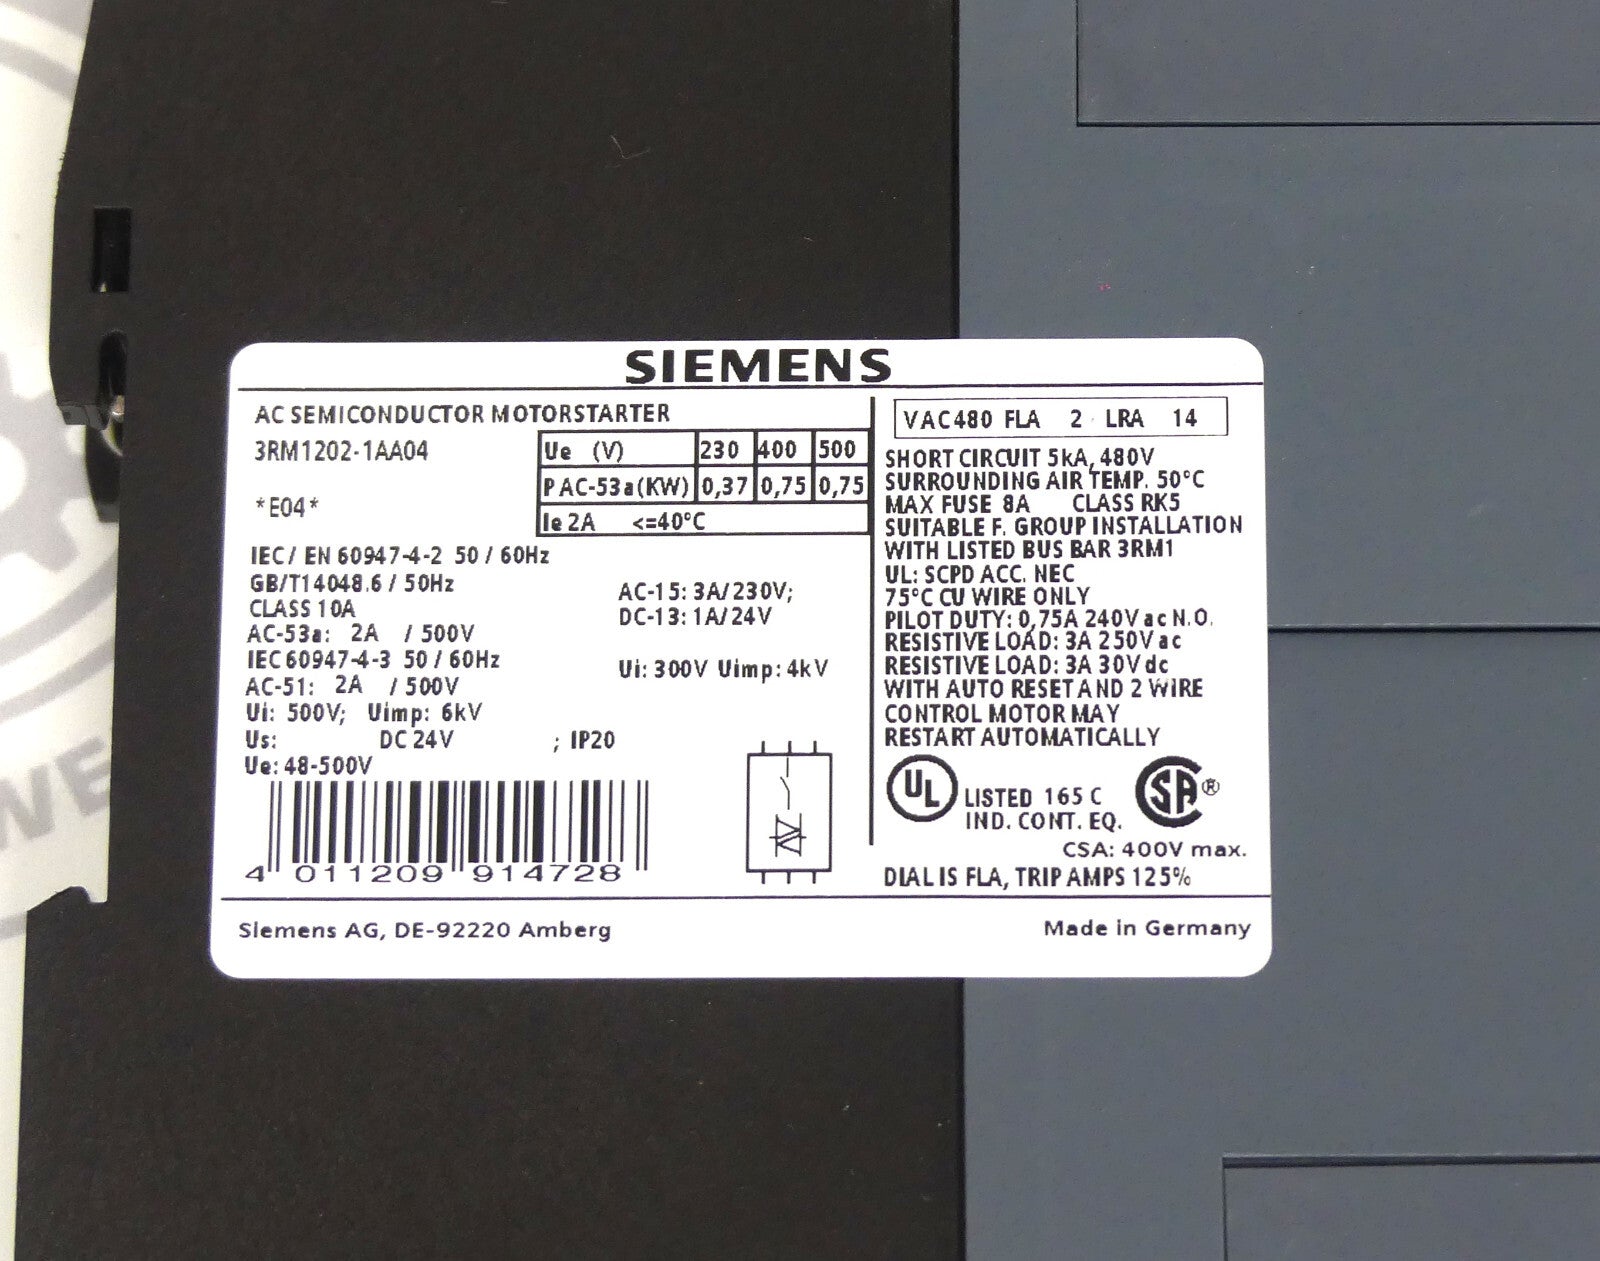 SIEMENS
AC SEMICONDUCTOR MOTORSTARTER
3RM1202-1AA04
*E04*
Ue (V) 230 400 500
P AC-53a(KW) 0,37 0,75 0,75
Ie 2A <=40°C
IEC/ EN 60947-4-2 50 / 60Hz
GB/T14048.6 / 50Hz
CLASS 10A
AC-53a: 2A / 500V
IEC 60947-4-3 50 / 60Hz
AC-51: 2A / 500V
Ui: 500V; Uimp: 6kV
Us: DC 24V ; IP20
Ue: 48-500V
AC-15: 3A/230V;
DC-13: 1A/24V
Ui: 300V Uimp: 4kV
4 011209 914728
VAC480 FLA 2 LRA 14
SHORT CIRCUIT 5kA, 480V
SURROUNDING AIR TEMP. 50°C
MAX FUSE 8A CLASS RK5
SUITABLE F. GROUP INSTALLATION
WITH LISTED BUS BAR 3RM1
UL: SCPD ACC. NEC
75°C CU WIRE ONLY
PILOT DUTY: 0,75A 240V ac N.O.
RESISTIVE LOAD: 3A 250V ac
RESISTIVE LOAD: 3A 30V dc
WITH AUTO RESET AND 2 WIRE
CONTROL MOTOR MAY
RESTART AUTOMATICALLY
UL LISTED 165 C
IND. CONT. EQ.
SA ®
CSA: 400V max.
DIAL IS FLA, TRIP AMPS 125%
Siemens AG, DE-92220 Amberg
Made in Germany
WE